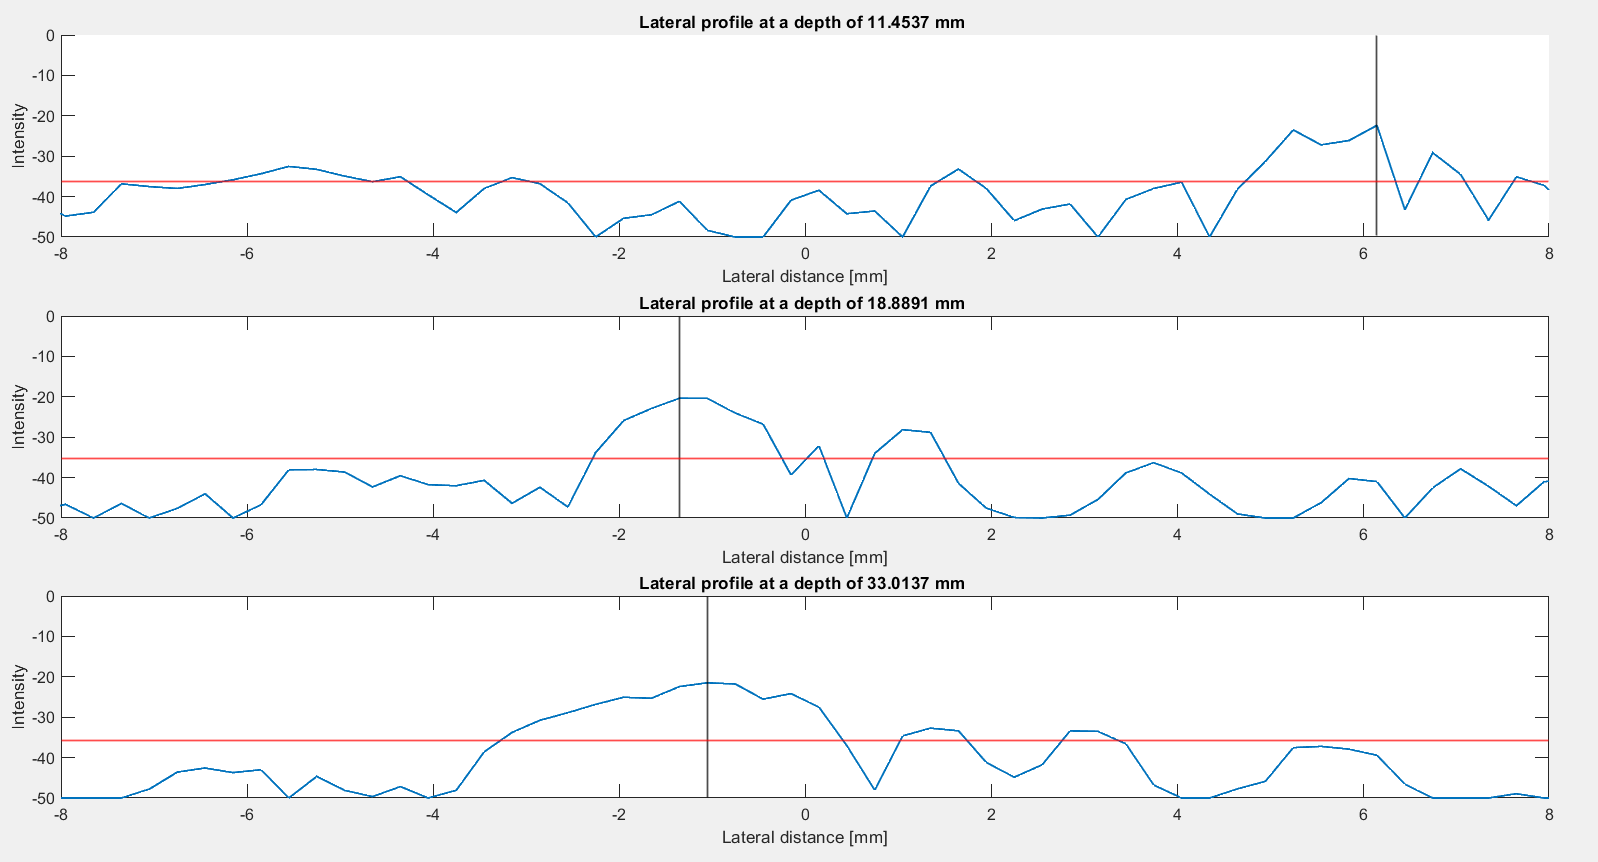 Lateral profile at a depth of 11.4537 mm
0
-10
-20
-30
-40
-50
Intensity
-8 -6 -4 -2 0 2 4 6 8
Lateral distance [mm]
Lateral profile at a depth of 18.8891 mm
0
-10
-20
-30
-40
-50
Intensity
-8 -6 -4 -2 0 2 4 6 8
Lateral distance [mm]
Lateral profile at a depth of 33.0137 mm
0
-10
-20
-30
-40
-50
Intensity
-8 -6 -4 -2 0 2 4 6 8
Lateral distance [mm]